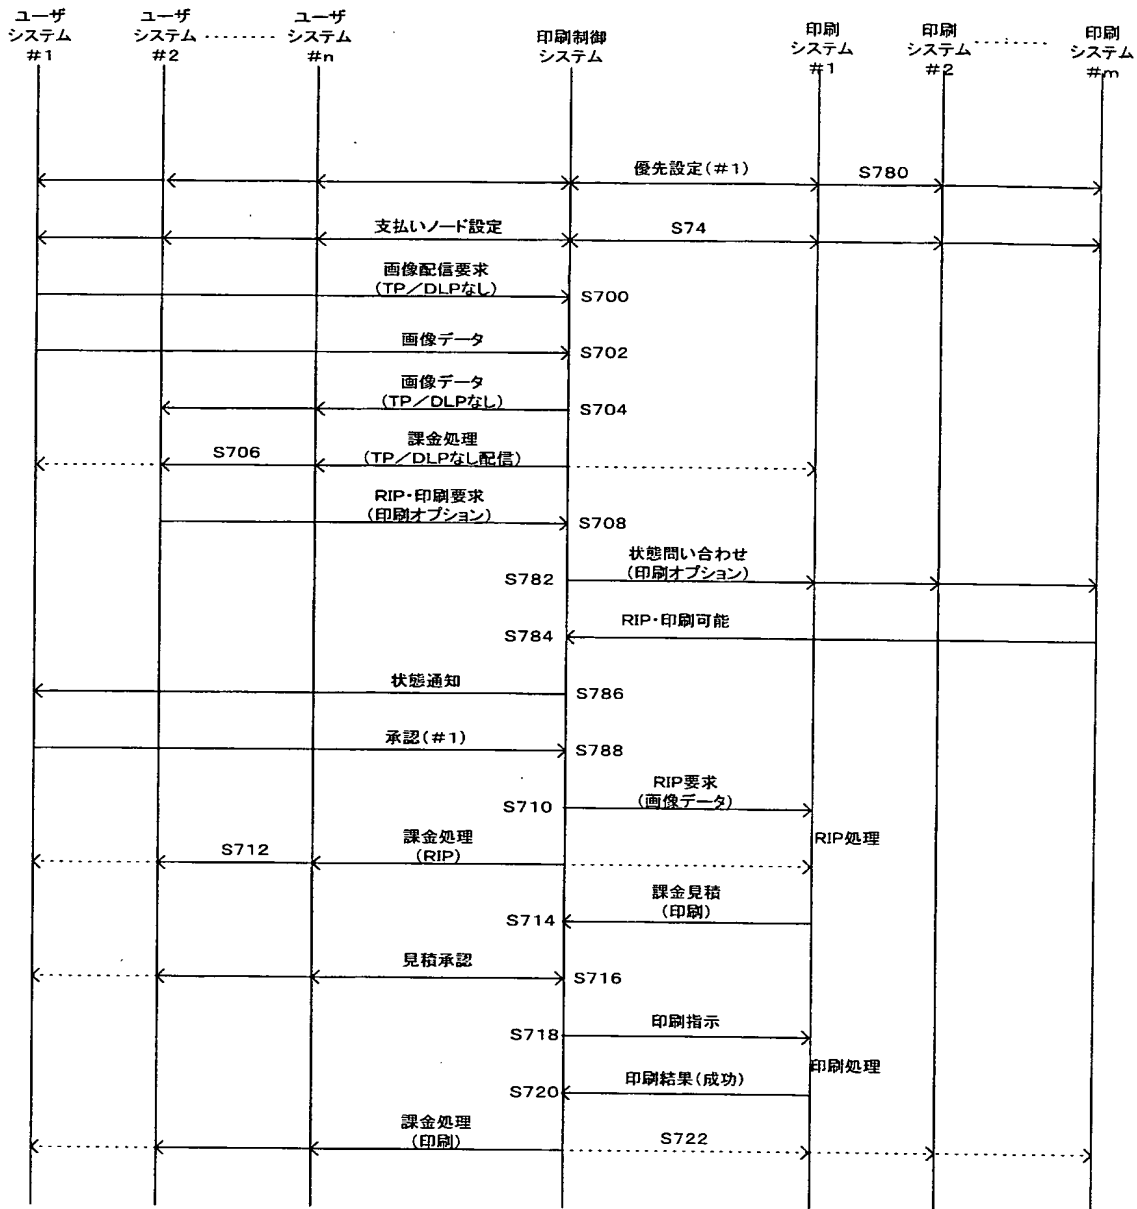 ユーザ
システム
#1
ユーザ
システム
#2
ユーザ
システム
#n
印刷制御
システム
印刷
システム
#1
印刷
システム
#2
印刷
システム
#m
優先設定(#1)
S780
支払いノード設定
S74
画像配信要求
(TP/DLPなし)
S700
画像データ
S702
画像データ
(TP/DLPなし)
S704
課金処理
(TP/DLPなし配信)
S706
RIP・印刷要求
(印刷オプション)
S708
状態問い合わせ
(印刷オプション)
S782
RIP・印刷可能
S784
状態通知
S786
承認(#1)
S788
RIP要求
(画像データ)
S710
RIP処理
課金処理
(RIP)
S712
課金見積
(印刷)
S714
見積承認
S716
印刷指示
S718
印刷処理
印刷結果(成功)
S720
課金処理
(印刷)
S722